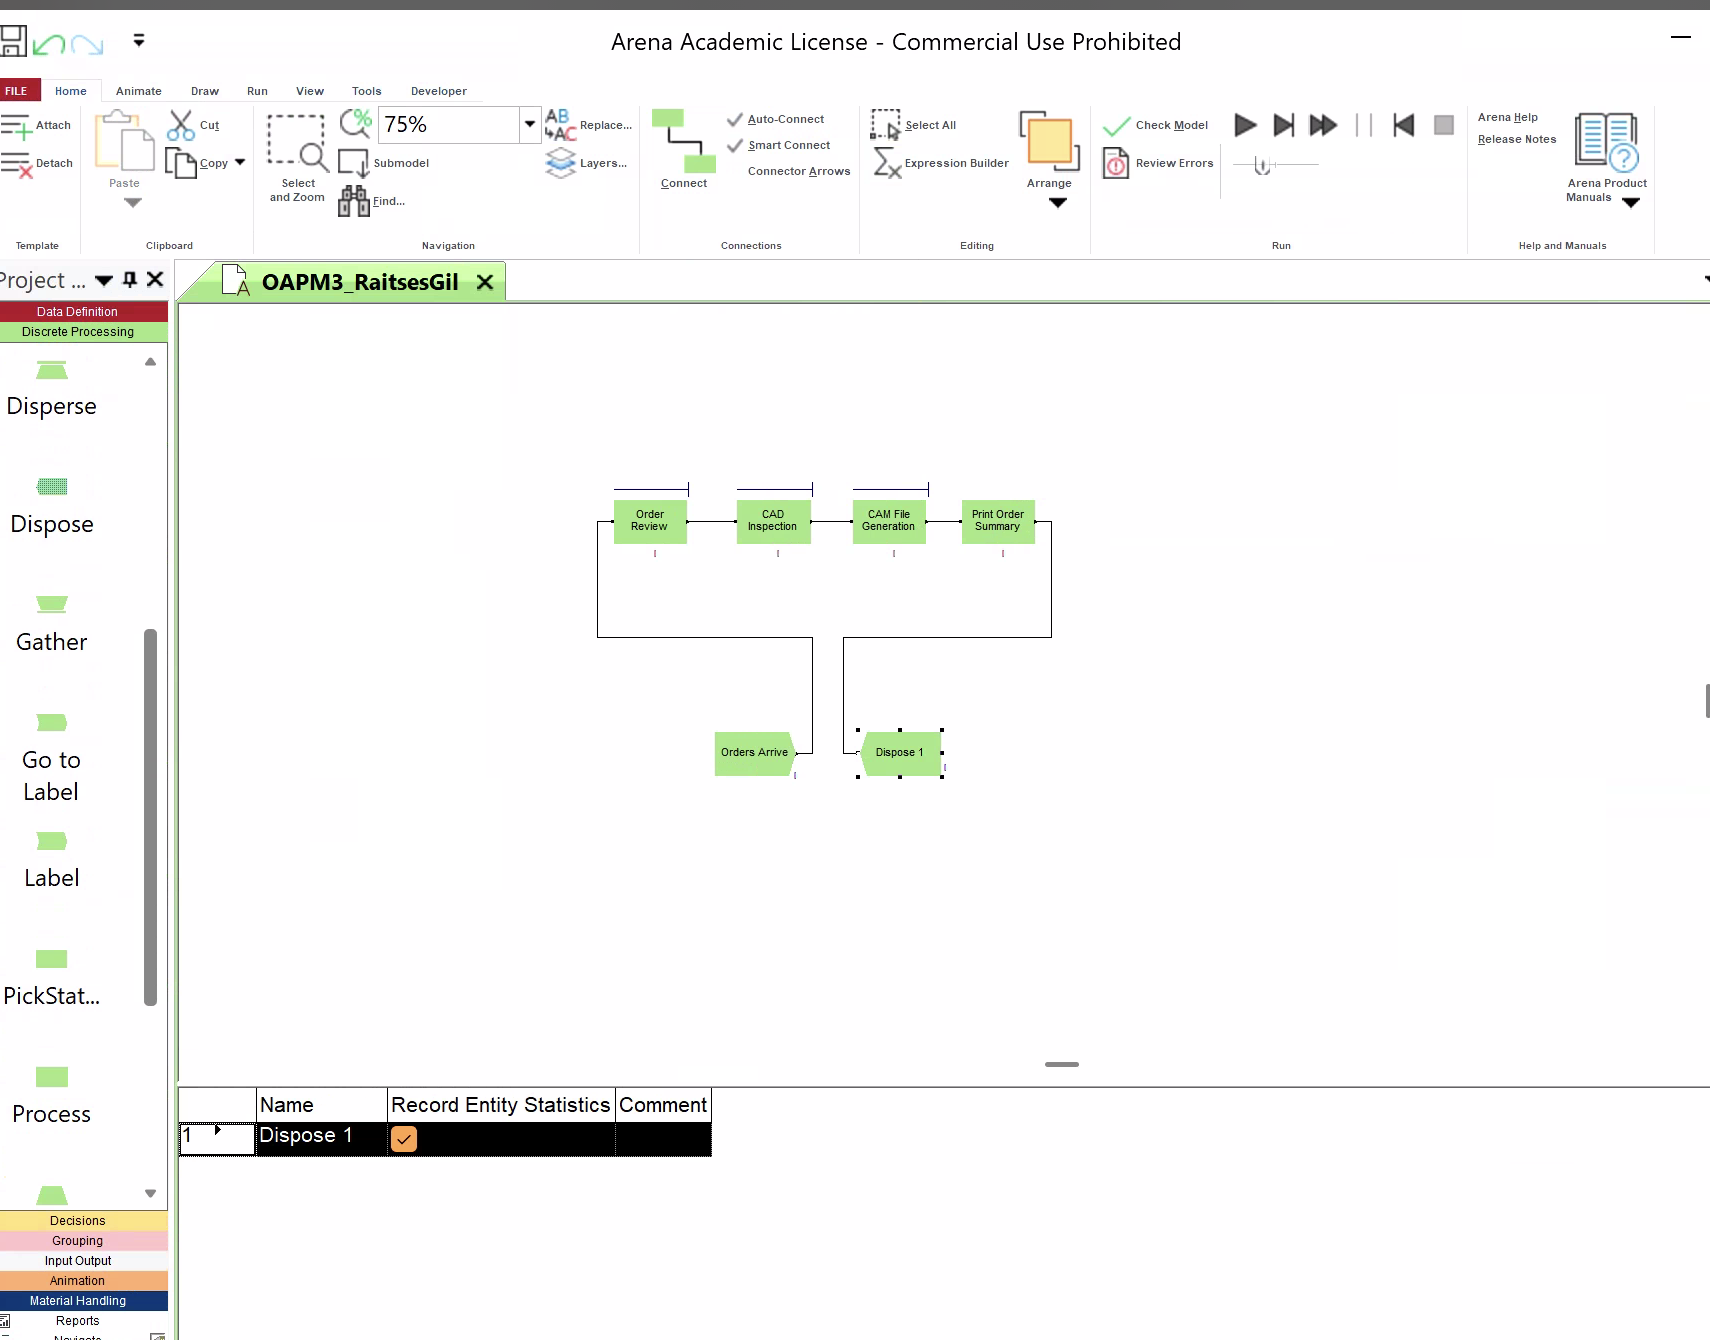 Arena Academic License - Commercial Use Prohibited
FILE
Home
Animate
Draw
Run
View
Tools
Developer
Attach
Detach
Template
Paste
Cut
Copy
Clipboard
Select
and Zoom
75%
Submodel
Find...
Replace...
Layers...
Navigation
Connect
Auto-Connect
Smart Connect
Connector Arrows
Connections
Select All
Expression Builder
Arrange
Editing
Check Model
Review Errors
Run
Arena Help
Release Notes
Arena Product
Manuals
Help and Manuals
Project ...
OAPM3_RaitsesGil
Data Definition
Discrete Processing
Disperse
Dispose
Gather
Go to
Label
Label
PickStat...
Process
Decisions
Grouping
Input Output
Animation
Material Handling
Reports
Order
Review
CAD
Inspection
CAM File
Generation
Print Order
Summary
Orders Arrive
Dispose 1
Name Record Entity Statistics Comment
1 Dispose 1